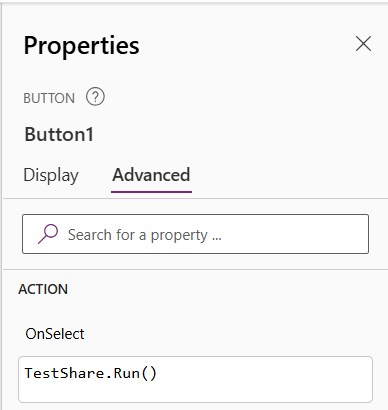 Properties
BUTTON ?
Button1
Display Advanced
Search for a property ...
ACTION
OnSelect
TestShare.Run()